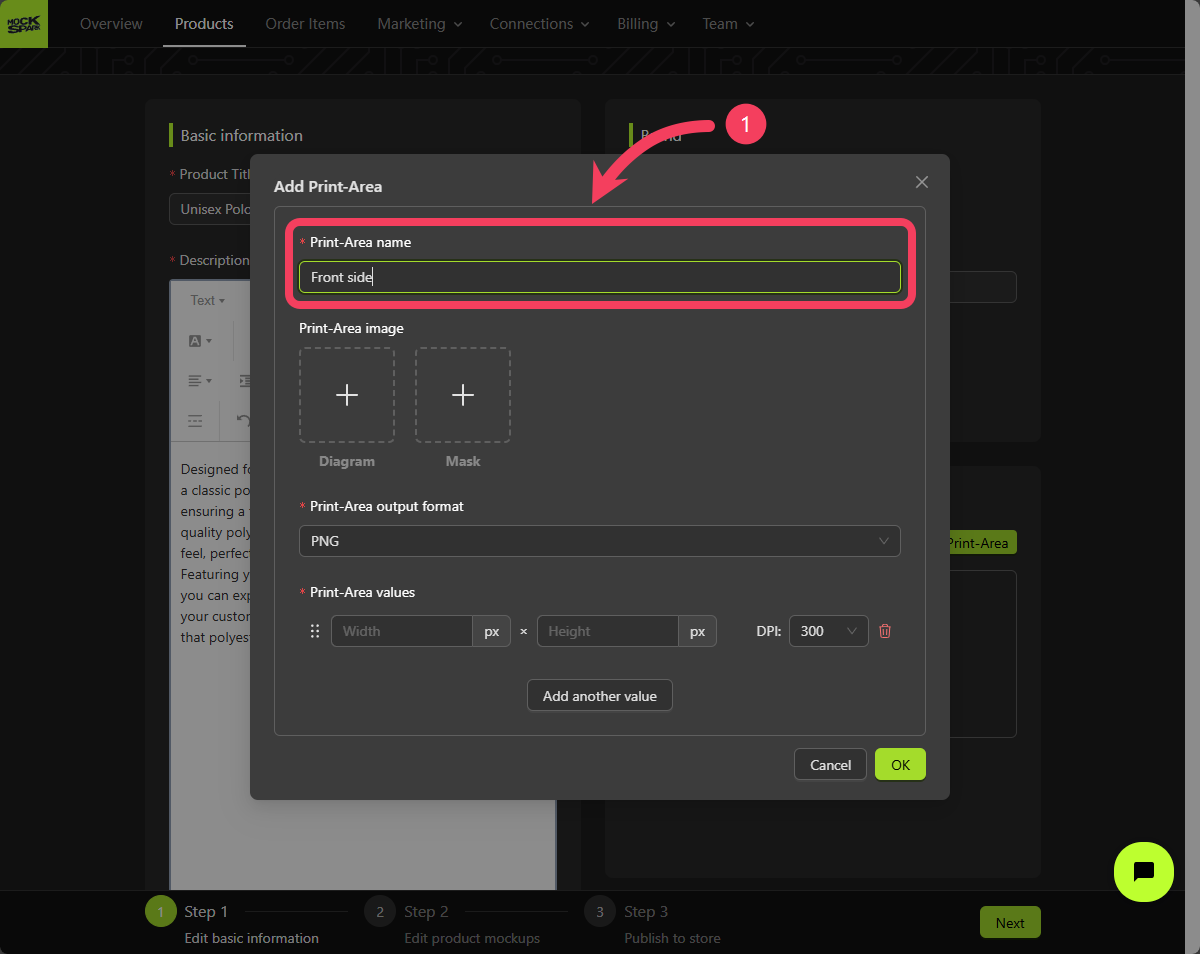 MOCK
SPARK
Overview
Products
Order Items
Marketing
Connections
Billing
Team
Basic information
1
* Product Titl
Unisex Polo
* Description
Text
A
Designed fo
a classic po
ensuring a
quality poly
feel, perfec
Featuring y
you can exp
your custom
that polyes
Add Print-Area
* Print-Area name
Front side
Print-Area image
Diagram
Mask
* Print-Area output format
PNG
* Print-Area values
Width
px
×
Height
px
DPI:
300
Add another value
Cancel
OK
Print-Area
1
Step 1
Edit basic information
2
Step 2
Edit product mockups
3
Step 3
Publish to store
Next